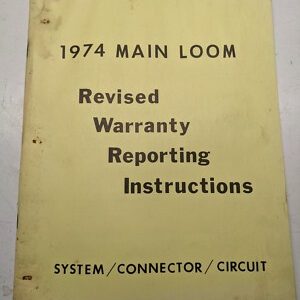 1974 MAIN LOOM
Revised
Warranty
Reporting
Instructions
SYSTEM/CONNECTOR/CIRCUIT